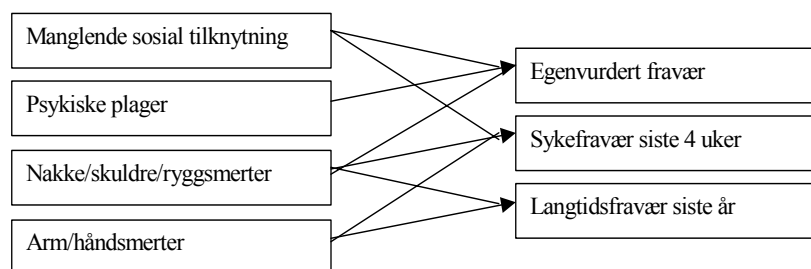 Manglende sosial tilknytning
Psykiske plager
Nakke/skuldre/ryggsmerter
Arm/håndsmerter
Egenvurdert fravær
Sykefravær siste 4 uker
Langtidsfravær siste år